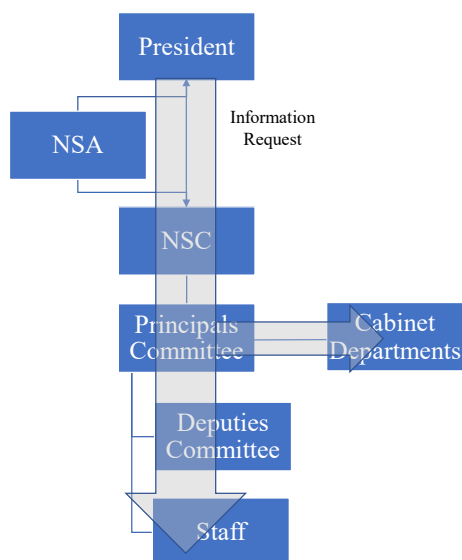 President
Information
Request
NSA
NSC
Principals
Committee
Cabinet
Departments
Deputies
Committee
Staff